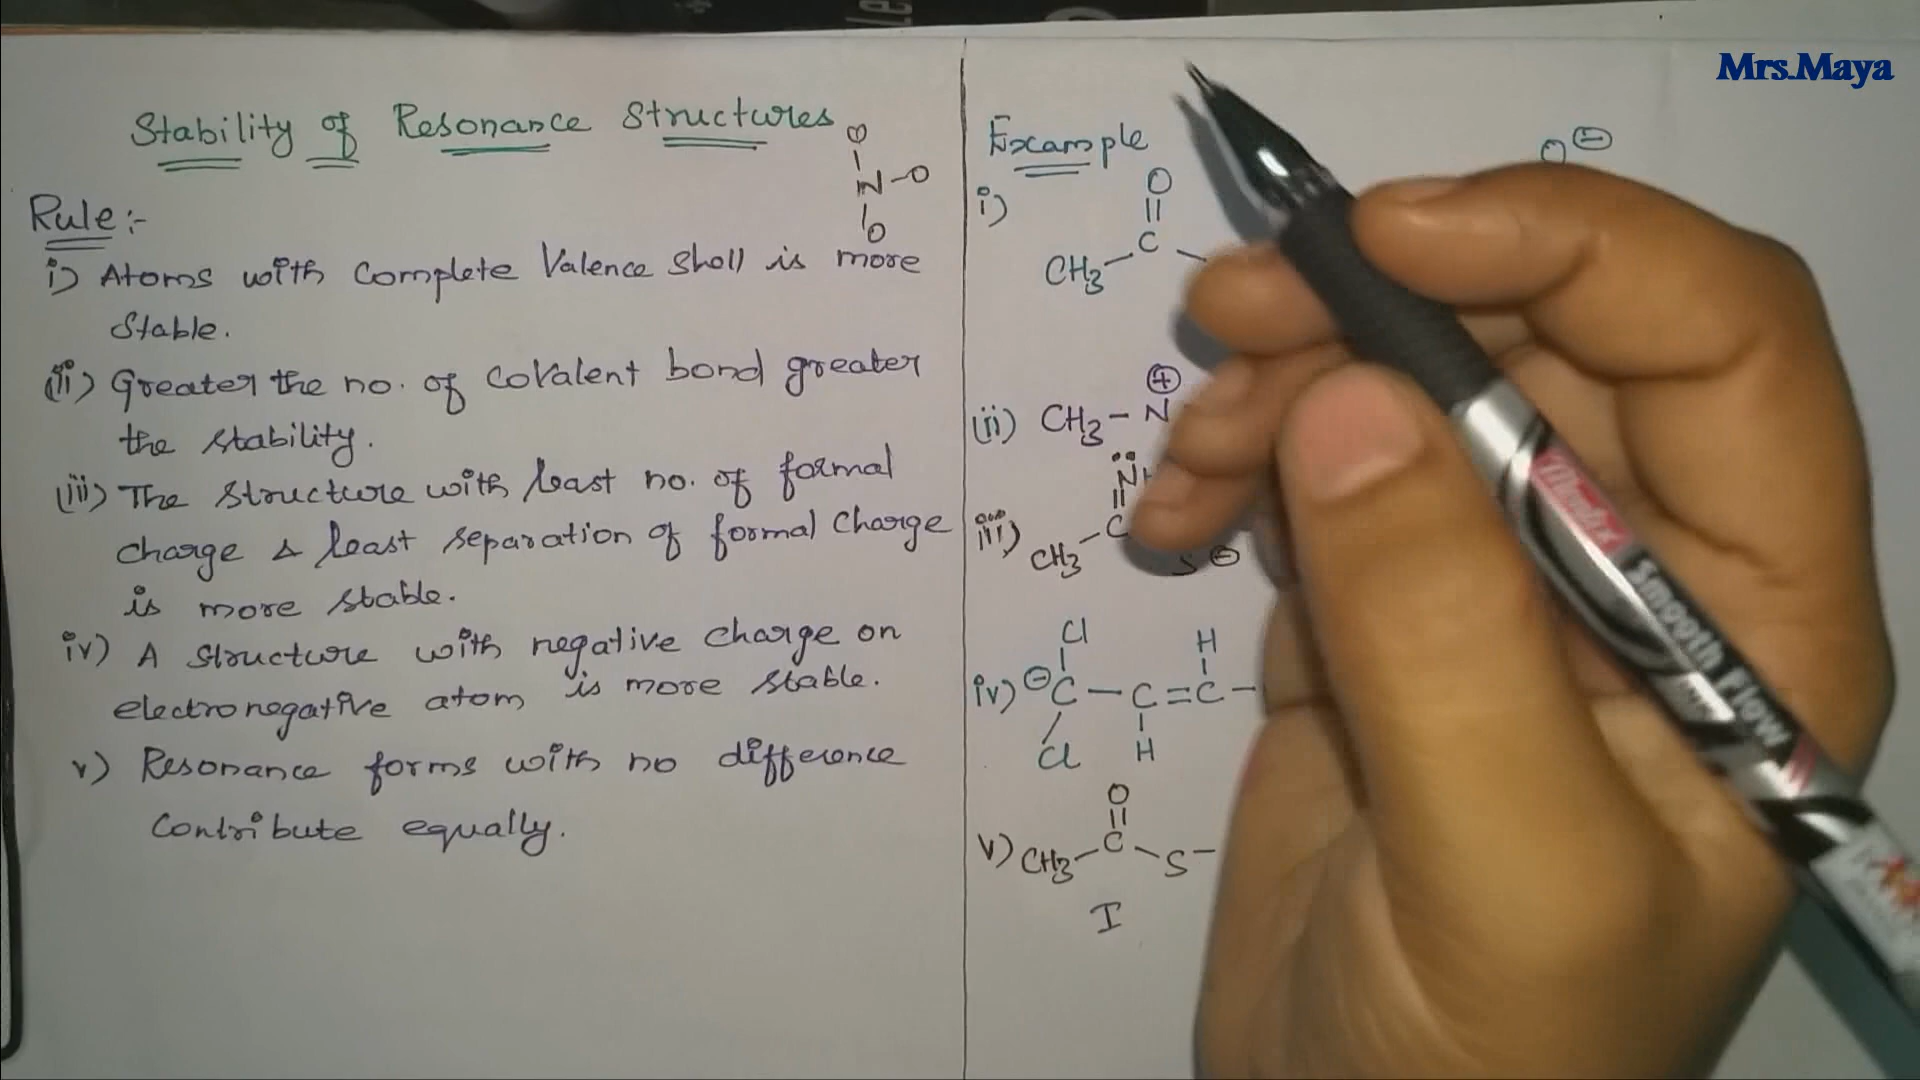 Mrs.Maya
Stability of Resonance Structures
O
N-O
O
Rule:-
i) Atoms with Complete Valence Shell is more
Stable.
(ii) Greater the no. of Covalent bond greater
the stability.
(iii) The structure with least no. of formal
charge & least separation of formal charge
is more stable.
iv) A structure with negative charge on
electronegative atom is more stable.
v) Resonance forms with no difference
Contribute equally.
Example
O ⊖
i)
O
||
CH3-C-
⊕
(ii) CH3-N
N
||
iii) CH3-C
S ⊖
Cl H
iv) ⊖C-C=C-
Cl H
O
||
v) CH3-C-S-
I
Smooth Flow